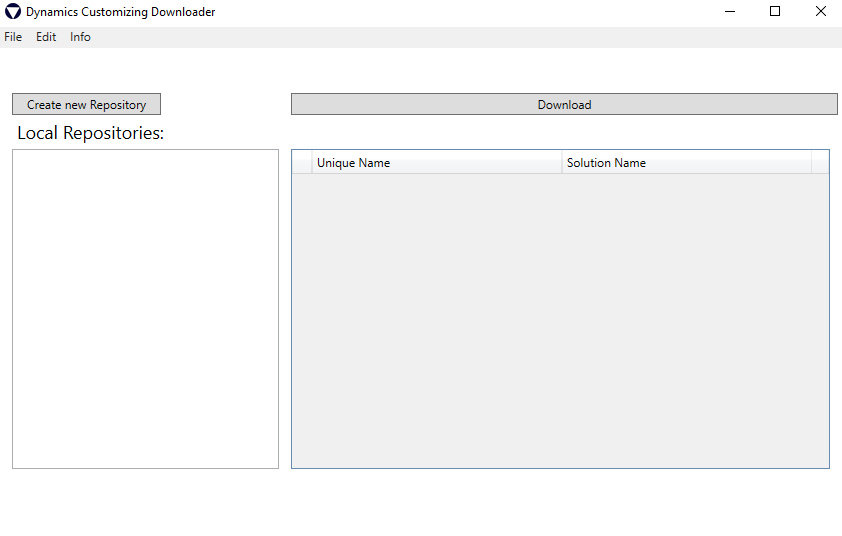 Dynamics Customizing Downloader
File Edit Info
Create new Repository Download
Local Repositories:
Unique Name Solution Name